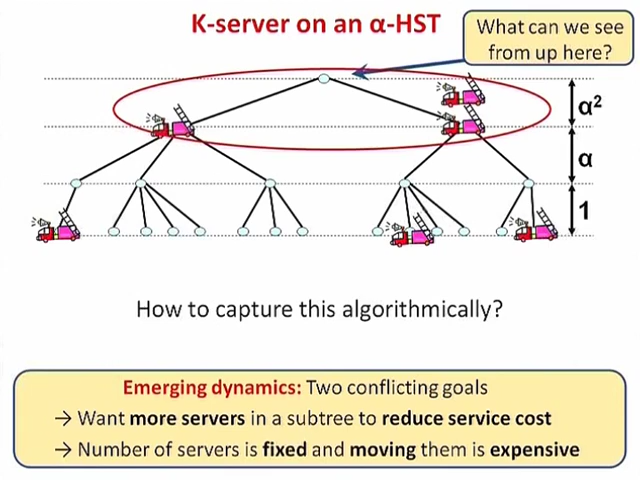 K-server on an α-HST
What can we see
from up here?
α²
α
1
How to capture this algorithmically?
Emerging dynamics: Two conflicting goals
→ Want more servers in a subtree to reduce service cost
→ Number of servers is fixed and moving them is expensive